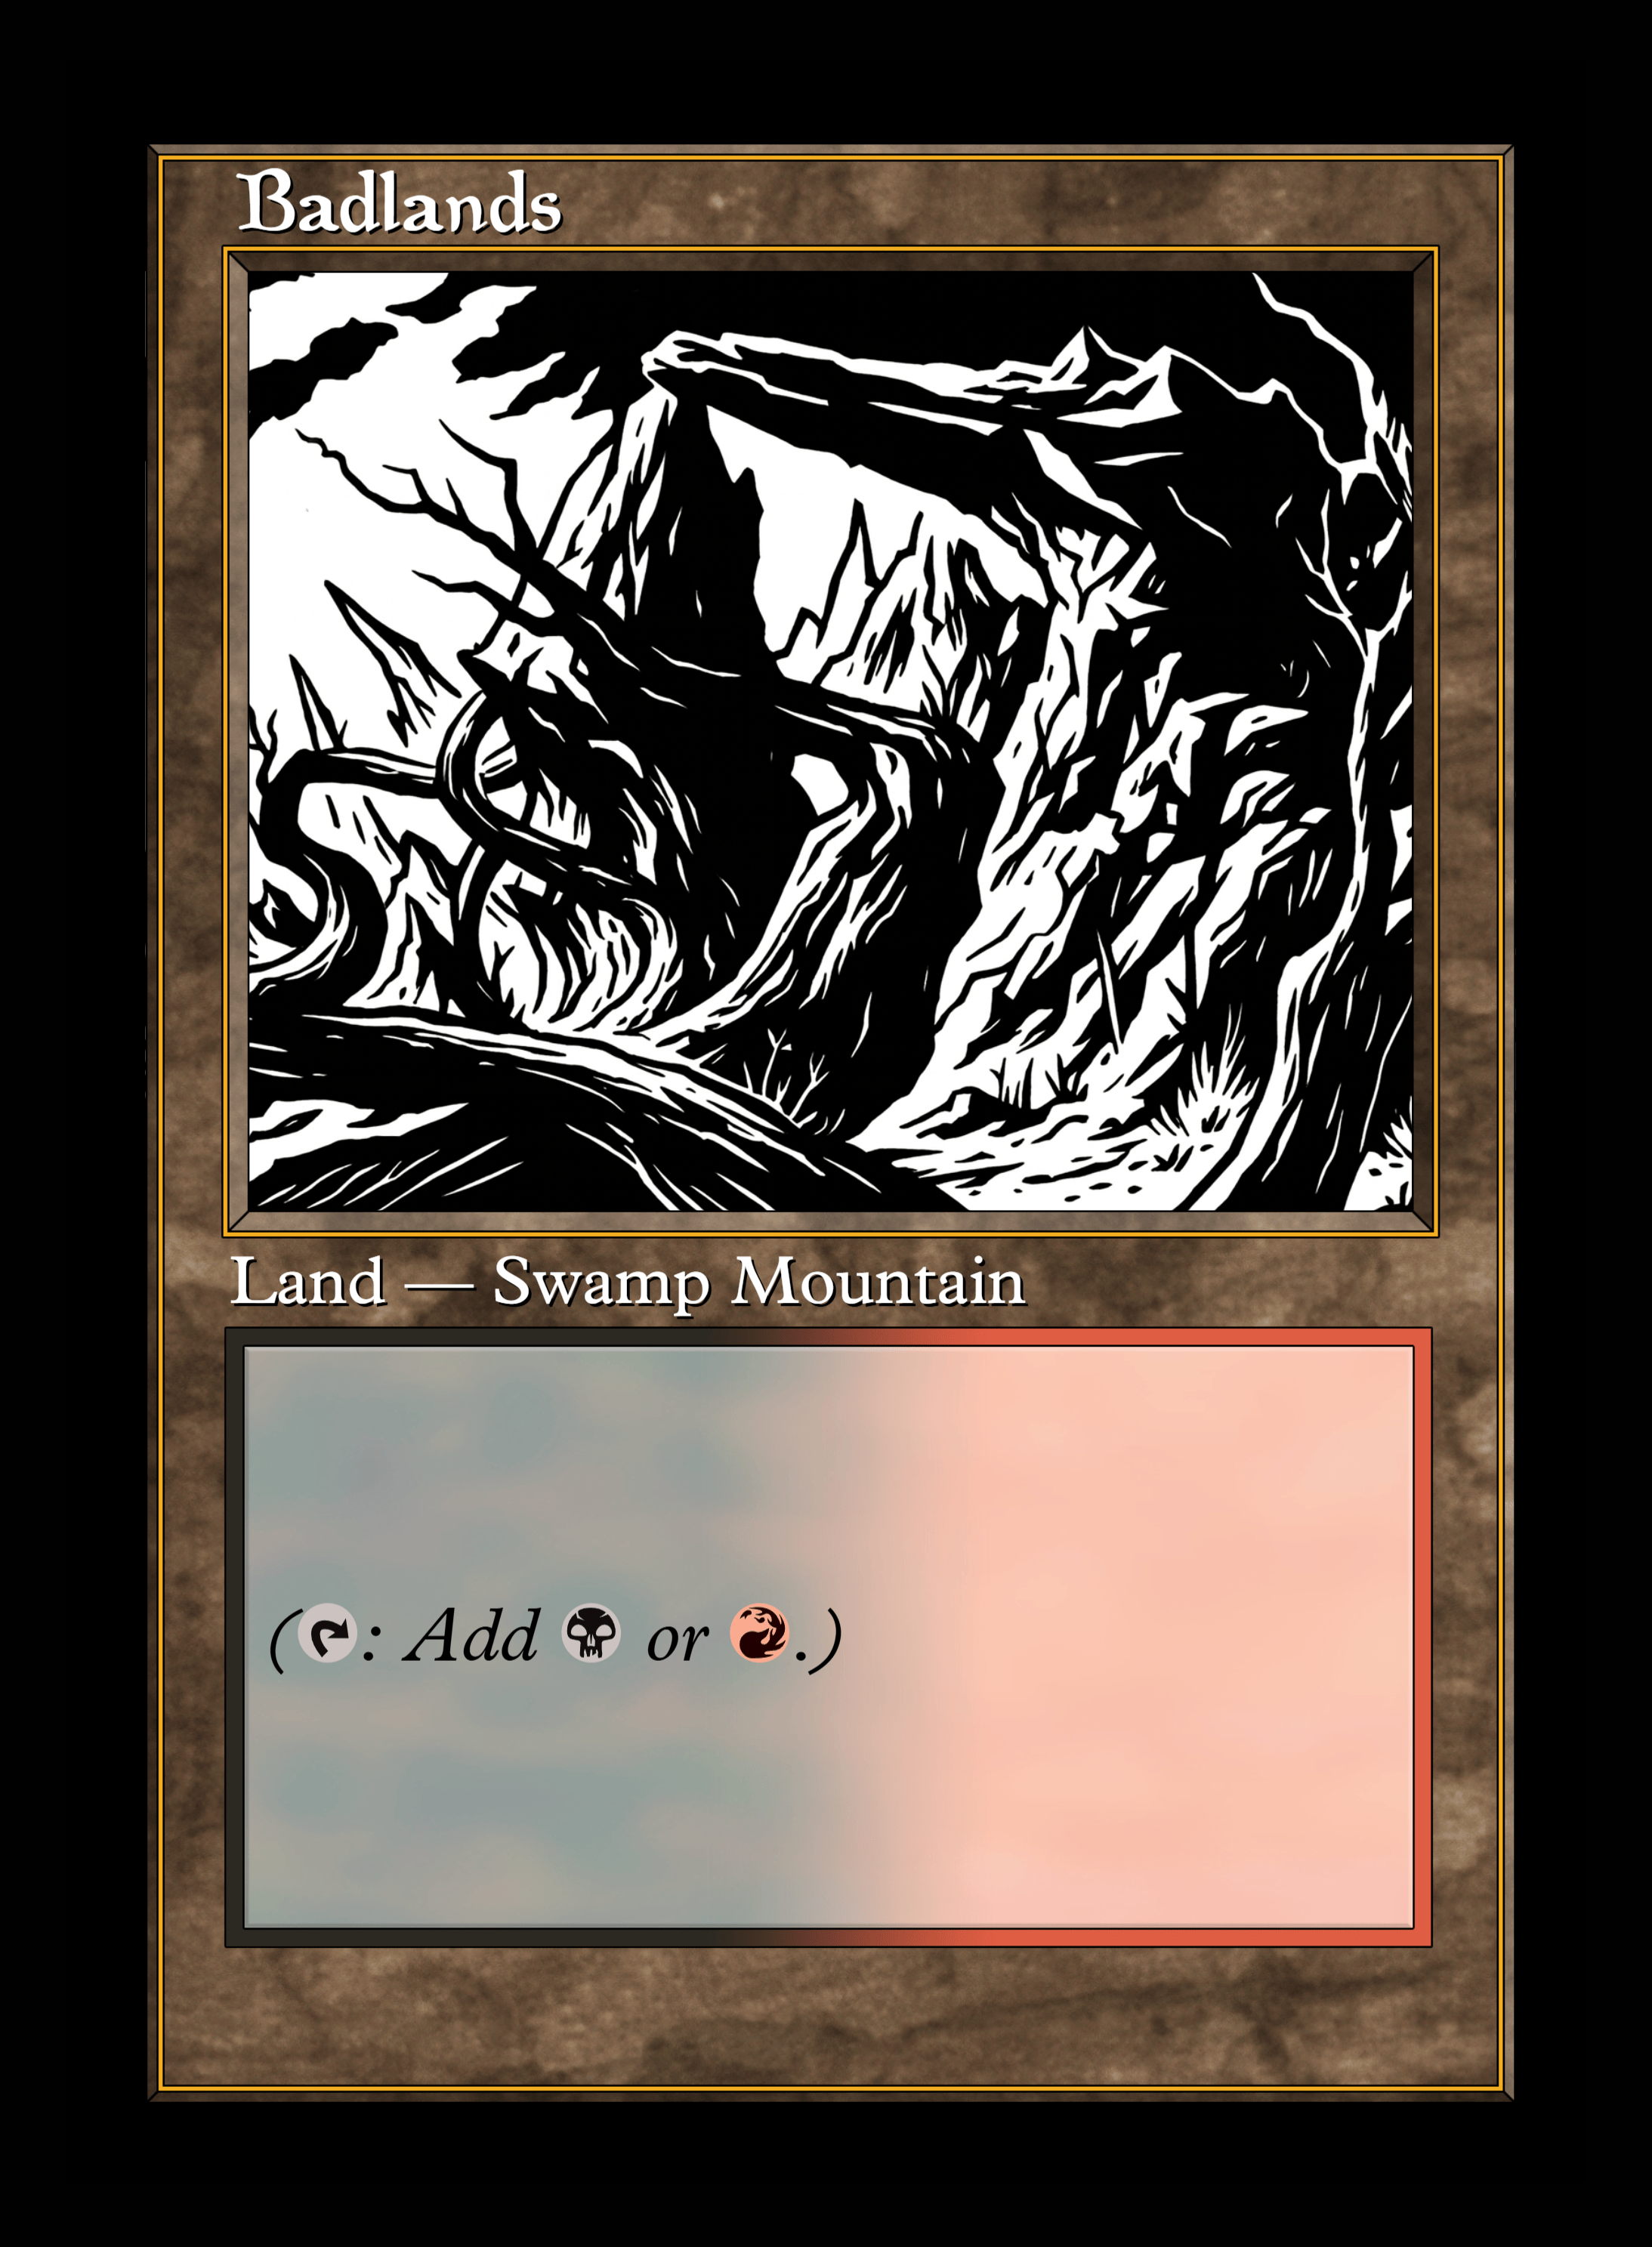 Badlands
Land — Swamp Mountain
(: Add or .)